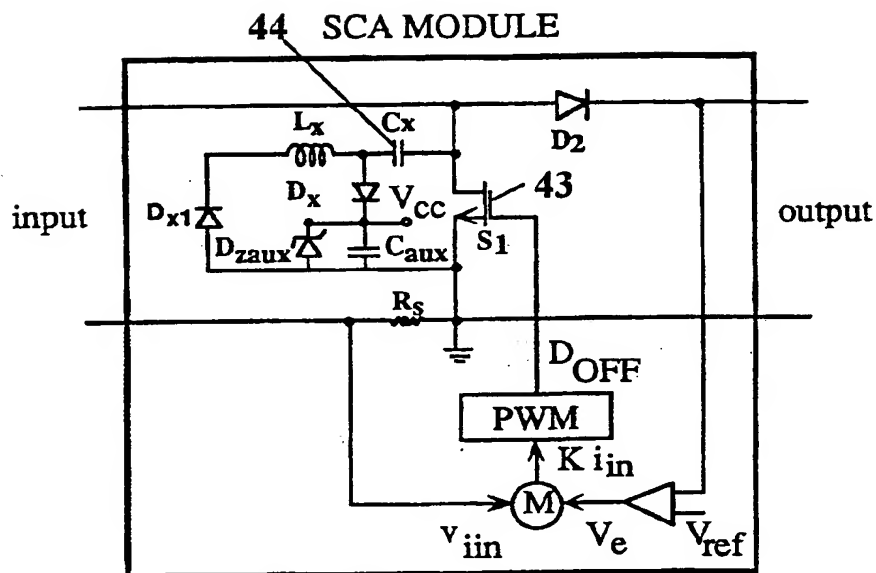 44 SCA MODULE
Lx Cx
D2
Dx VCC 43
Dx1
input output
Dzaux Caux S1
Rs
DOFF
PWM
K iin
M
viin Ve Vref